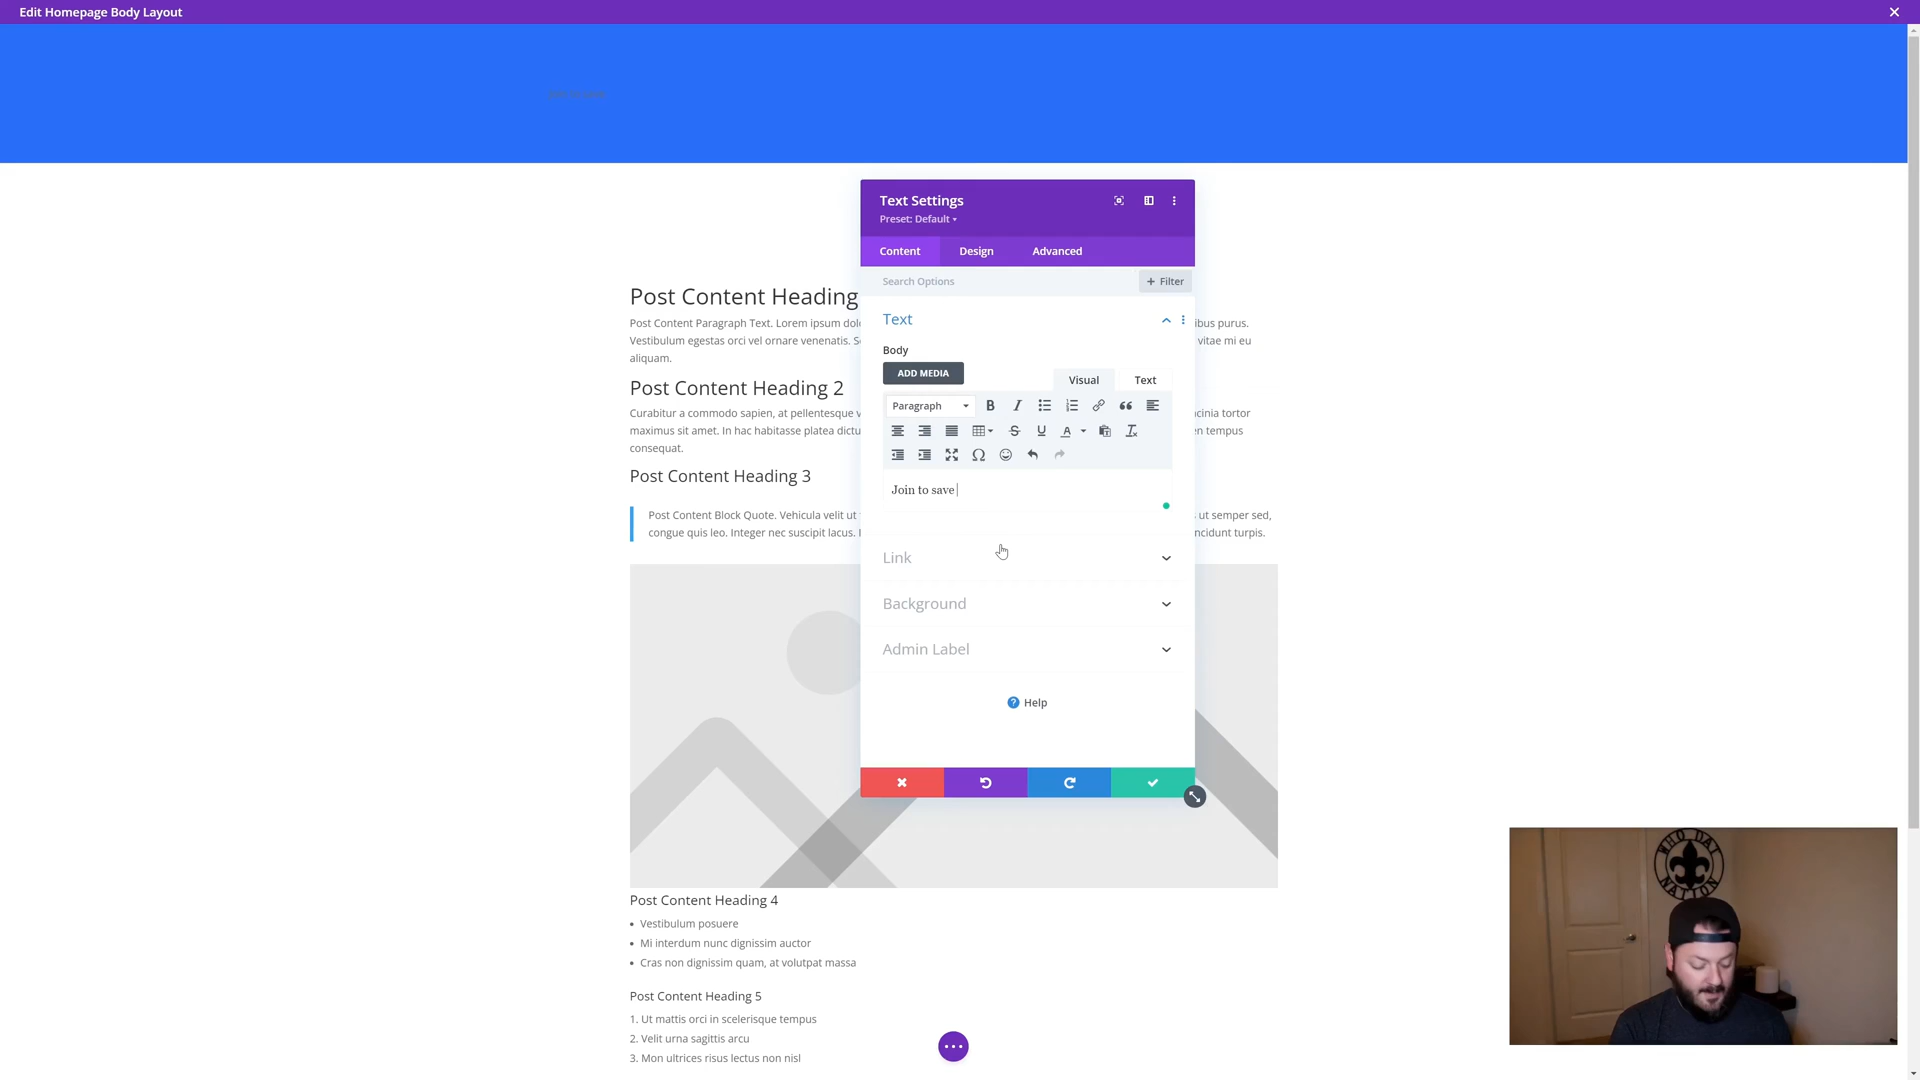 Edit Homepage Body Layout
Text Settings
Preset: Default
Content
Design
Advanced
Search Options
+ Filter
Text
Body
ADD MEDIA
Visual
Text
Paragraph
Join to save
Link
Background
Admin Label
Help
Post Content Heading
Post Content Paragraph Text. Lorem ipsum dol ibus purus.
Vestibulum egestas orci vel ornare venenatis. S vitae mi eu
aliquam.
Post Content Heading 2
Curabitur a commodo sapien, at pellentesque v acinia tortor
maximus sit amet. In hac habitasse platea dictu en tempus
consequat.
Post Content Heading 3
Post Content Block Quote. Vehicula velit ut ut semper sed,
congue quis leo. Integer nec suscipit lacus. ncidunt turpis.
Post Content Heading 4
• Vestibulum posuere
• Mi interdum nunc dignissim auctor
• Cras non dignissim quam, at volutpat massa
Post Content Heading 5
1. Ut mattis orci in scelerisque tempus
2. Velit urna sagittis arcu
3. Mon ultrices risus lectus non nisl
WHO DAT
NATION